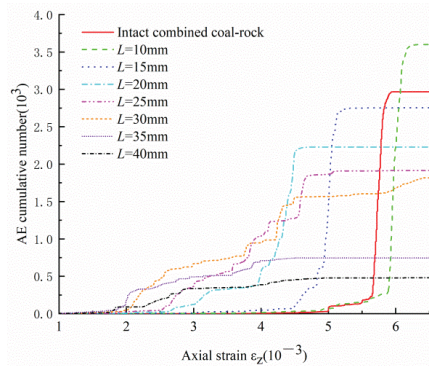 4.0
3.5
3.0
2.5
2.0
1.5
1.0
0.5
0.0
AE cumulative number(10³)
Intact combined coal-rock
L=10mm
L=15mm
L=20mm
L=25mm
L=30mm
L=35mm
L=40mm
1 2 3 4 5 6
Axial strain εZ(10⁻³)